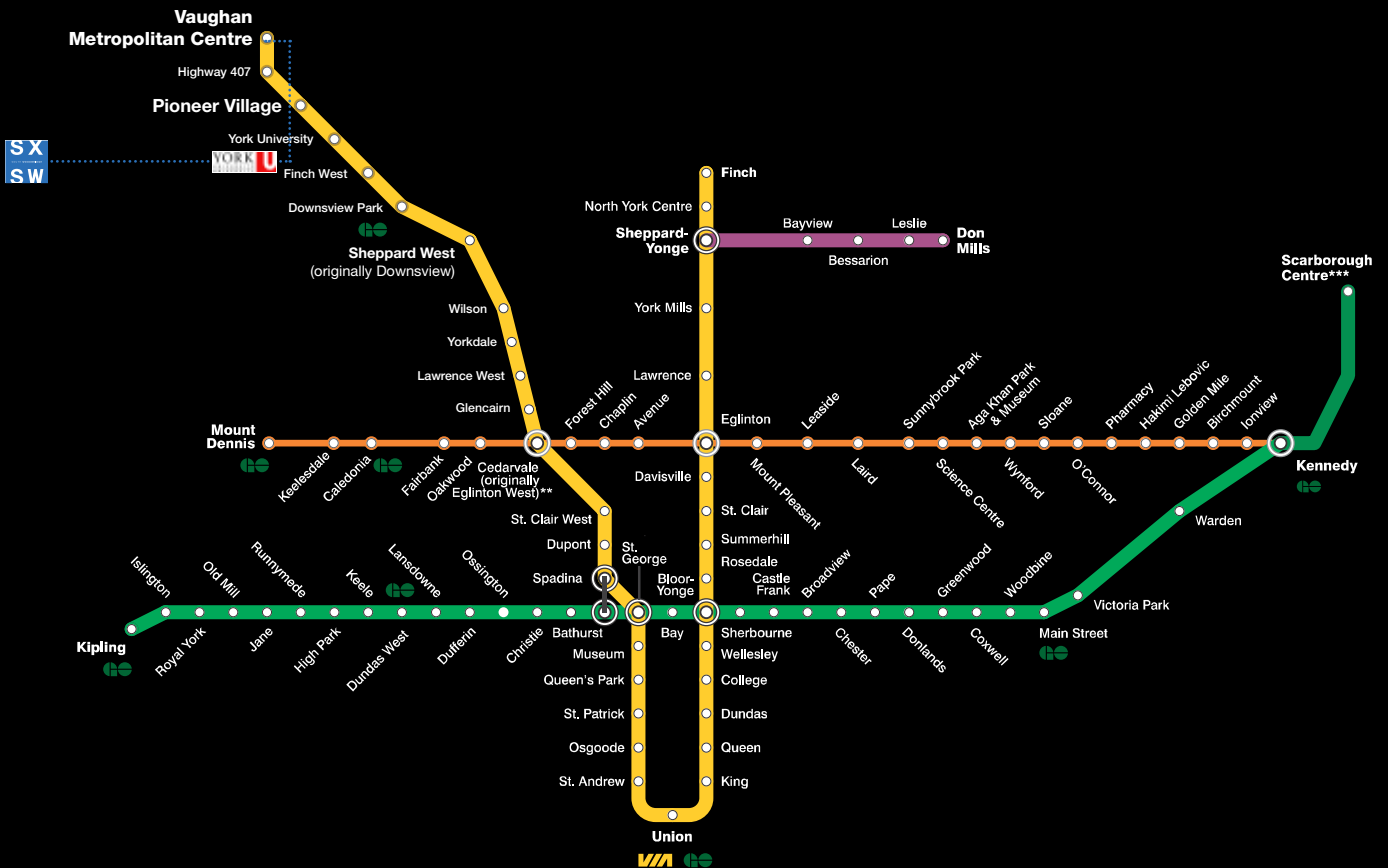 Vaughan
Metropolitan Centre
Highway 407
Pioneer Village
York University
SX
SW
YORK U
Finch West
Downsview Park
Sheppard West
(originally Downsview)
Wilson
Yorkdale
Lawrence West
Glencairn
Finch
North York Centre
Sheppard-
Yonge
Bayview
Leslie
Bessarion
Don
Mills
York Mills
Lawrence
Eglinton
Scarborough
Centre***
Mount
Dennis
Keelesdale
Caledonia
Fairbank
Oakwood
Cedarvale
(originally
Eglinton West)**
Forest Hill
Chaplin
Avenue
Mount Pleasant
Leaside
Laird
Sunnybrook Park
Science Centre
Aga Khan Park
& Museum
Wynford
Sloane
O'Connor
Pharmacy
Hakimi Lebovic
Golden Mile
Birchmount
Ionview
Kennedy
Davisville
St. Clair
Summerhill
Rosedale
St. Clair West
Dupont
Spadina
St.
George
Bloor-
Yonge
Castle
Frank
Warden
Victoria Park
Kipling
Islington
Royal York
Old Mill
Jane
Runnymede
High Park
Keele
Dundas West
Lansdowne
Dufferin
Ossington
Christie
Bathurst
Bay
Sherbourne
Broadview
Chester
Pape
Donlands
Greenwood
Coxwell
Woodbine
Main Street
Museum
Queen's Park
St. Patrick
Osgoode
St. Andrew
Wellesley
College
Dundas
Queen
King
Union
VIA